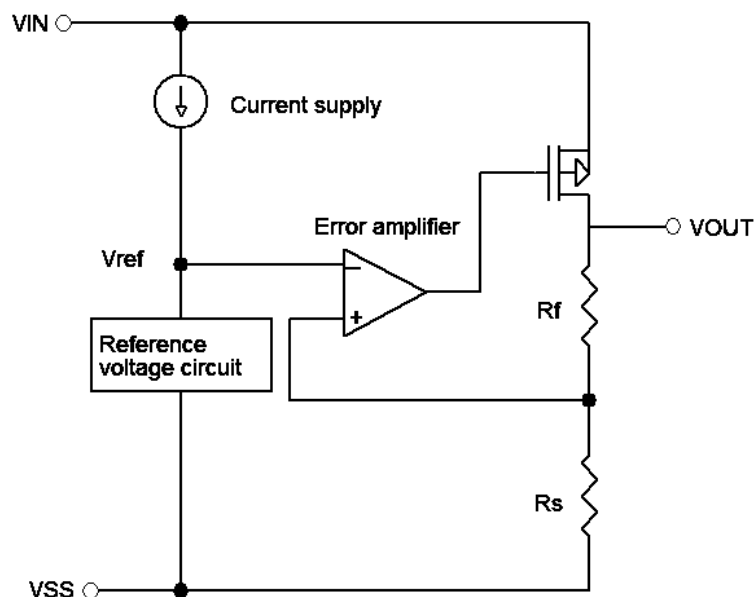 VIN
Current supply
Error amplifier
VOUT
Vref
−
+
Rf
Reference
voltage circuit
Rs
VSS